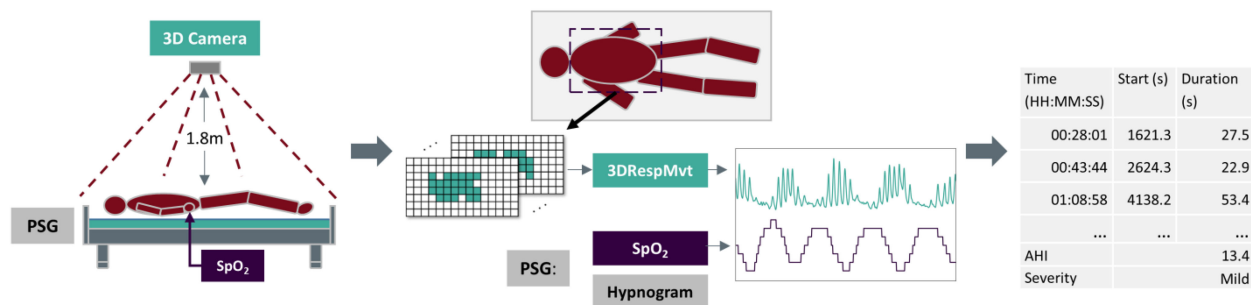 3D Camera
1.8m
PSG
SpO₂
3DRespMvt
PSG:
SpO₂
Hypnogram
Time (HH:MM:SS) Start (s) Duration (s)
00:28:01 1621.3 27.5
00:43:44 2624.3 22.9
01:08:58 4138.2 53.4
... ... ...
AHI 13.4
Severity Mild